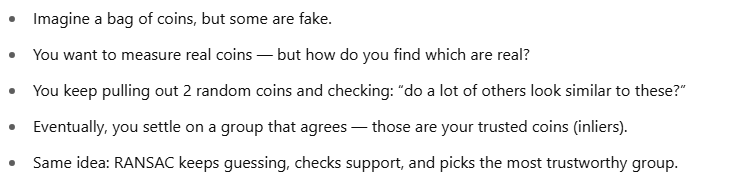 • Imagine a bag of coins, but some are fake.
• You want to measure real coins — but how do you find which are real?
• You keep pulling out 2 random coins and checking: “do a lot of others look similar to these?”
• Eventually, you settle on a group that agrees — those are your trusted coins (inliers).
• Same idea: RANSAC keeps guessing, checks support, and picks the most trustworthy group.